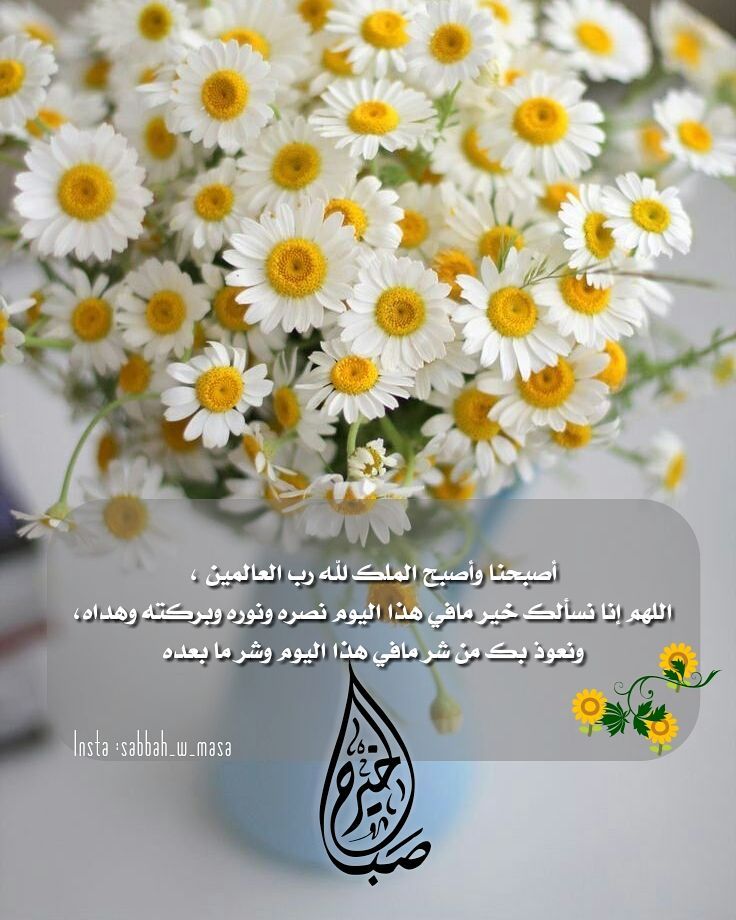 أصبحنا وأصبح الملك لله رب العالمين ،
اللهم إنا نسألك خير مافي هذا اليوم نصره ونوره وبركته وهداه،
ونعوذ بك من شر مافي هذا اليوم وشر ما بعده
Insta :sabbah_w_masa
صباح الخير